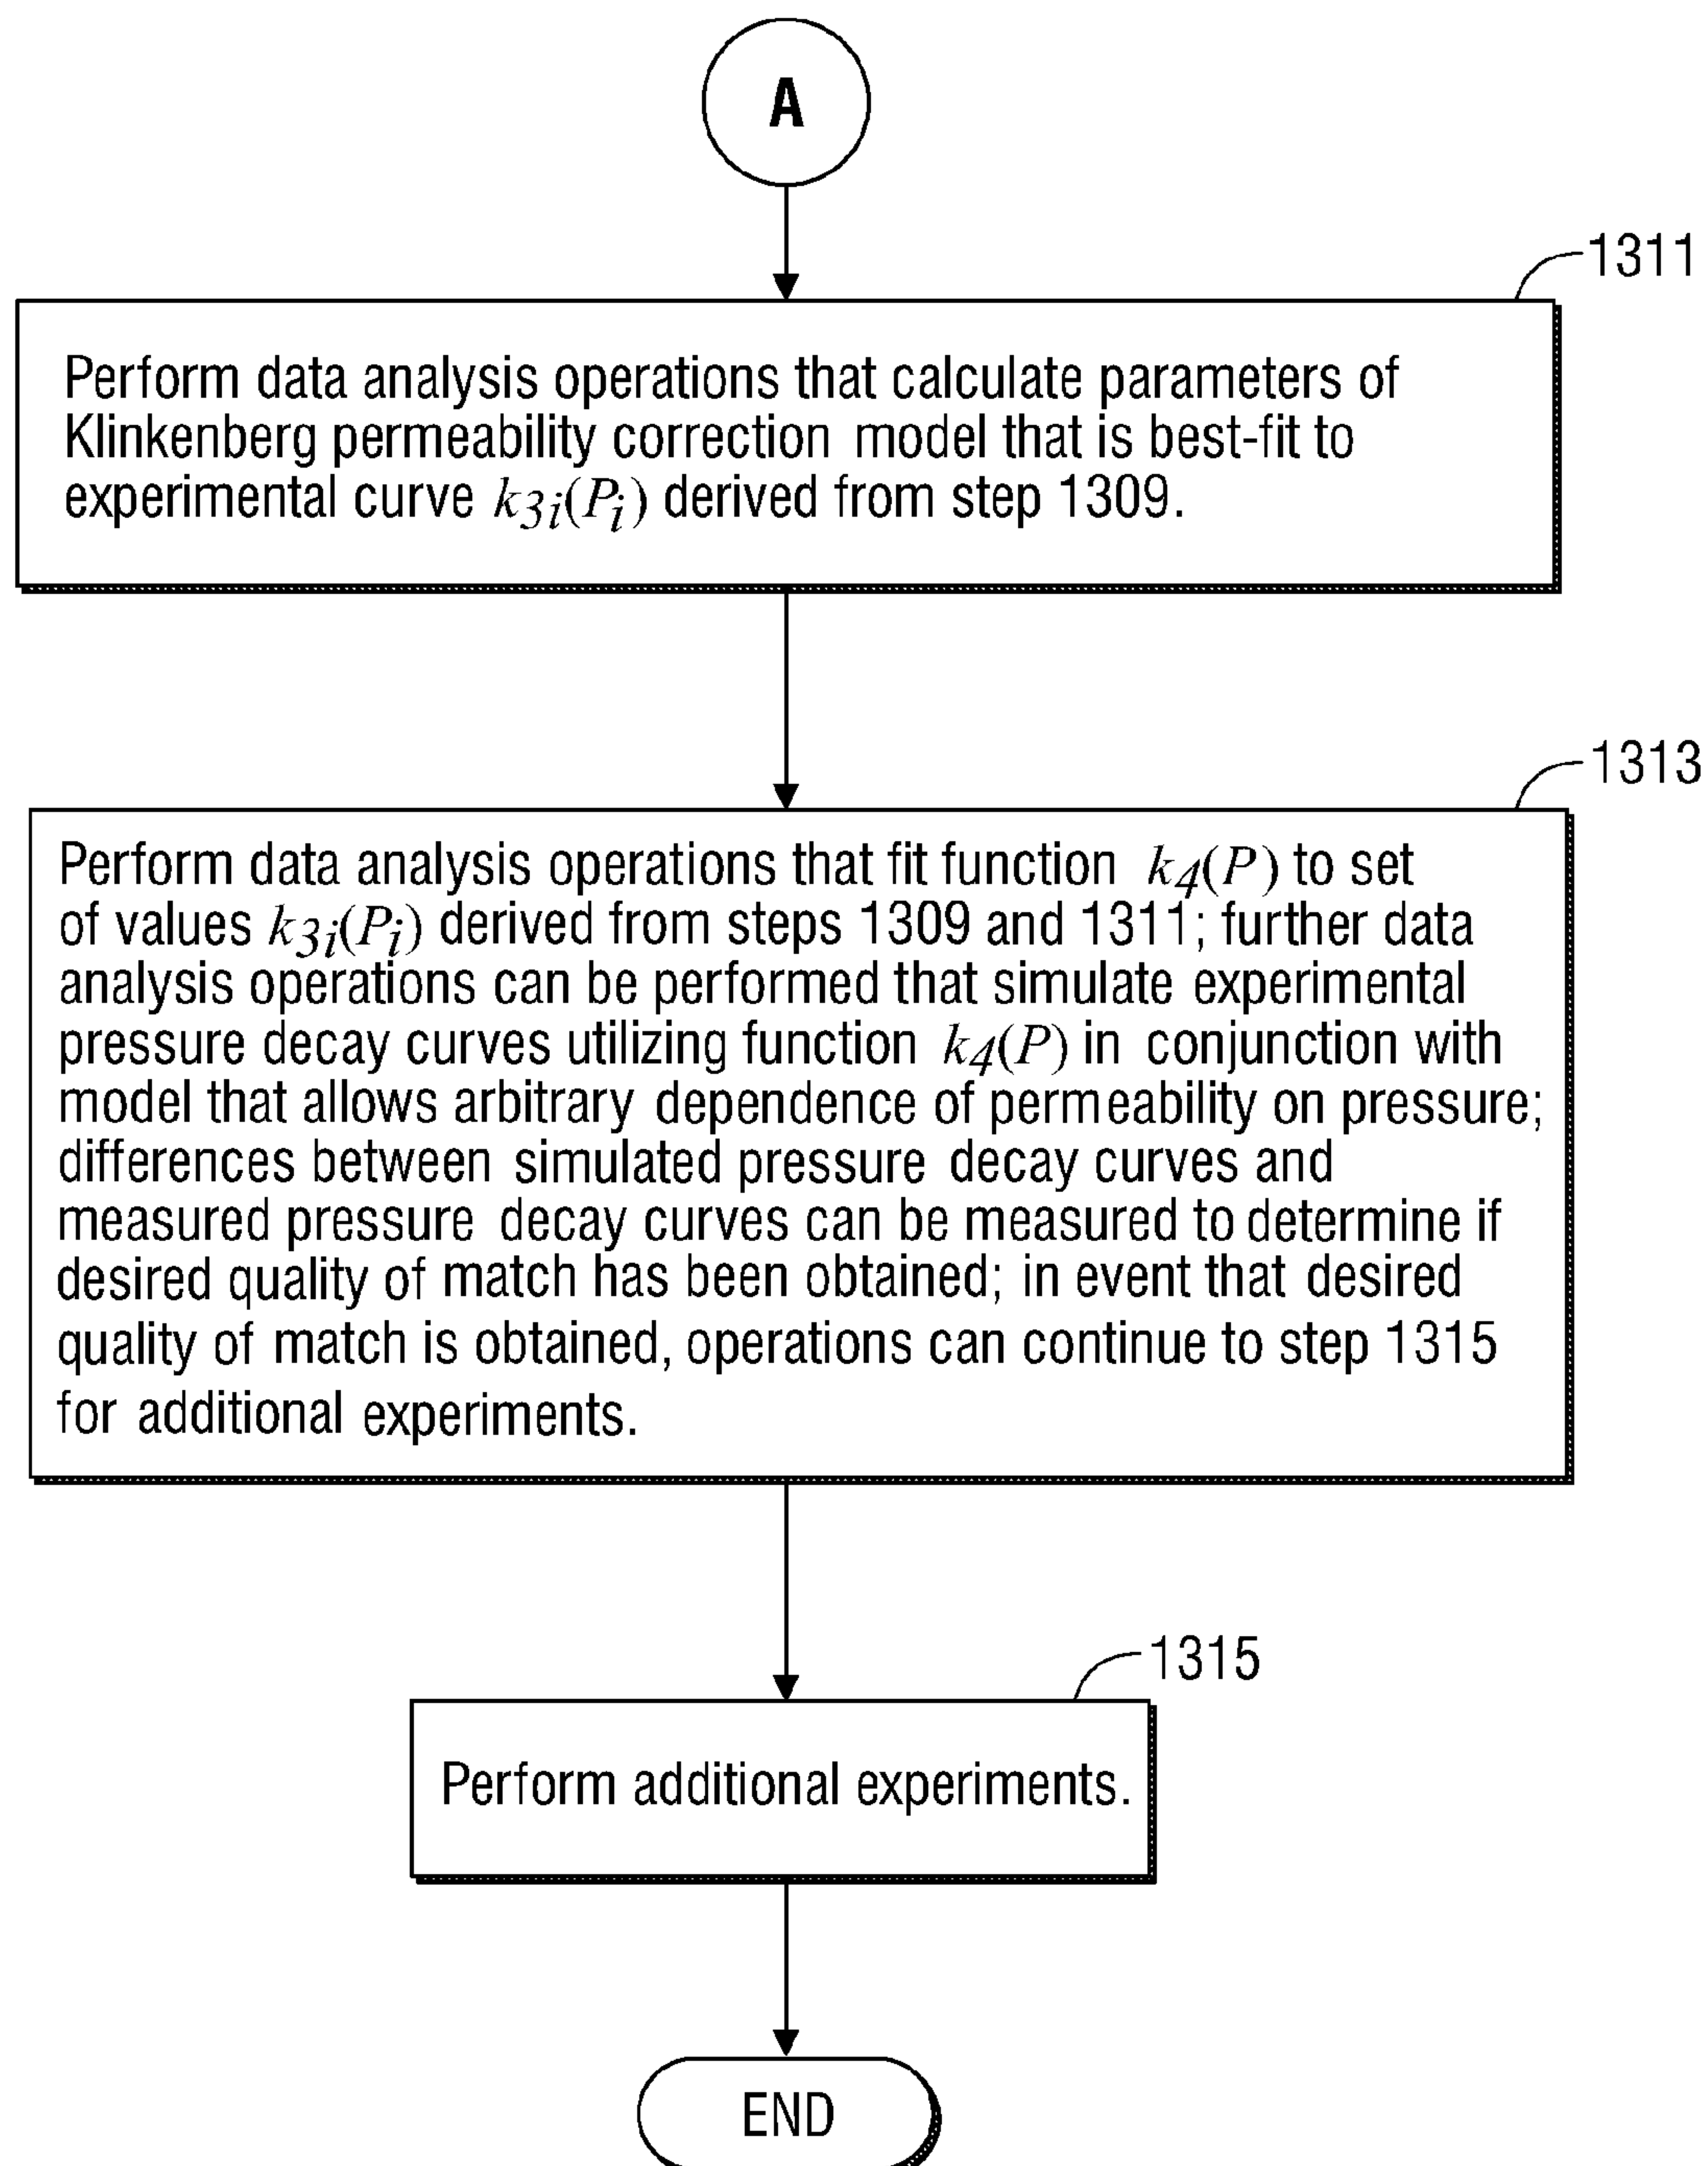 A
1311
Perform data analysis operations that calculate parameters of
Klinkenberg permeability correction model that is best-fit to
experimental curve k3i(Pi) derived from step 1309.
1313
Perform data analysis operations that fit function k4(P) to set
of values k3i(Pi) derived from steps 1309 and 1311; further data
analysis operations can be performed that simulate experimental
pressure decay curves utilizing function k4(P) in conjunction with
model that allows arbitrary dependence of permeability on pressure;
differences between simulated pressure decay curves and
measured pressure decay curves can be measured to determine if
desired quality of match has been obtained; in event that desired
quality of match is obtained, operations can continue to step 1315
for additional experiments.
1315
Perform additional experiments.
END